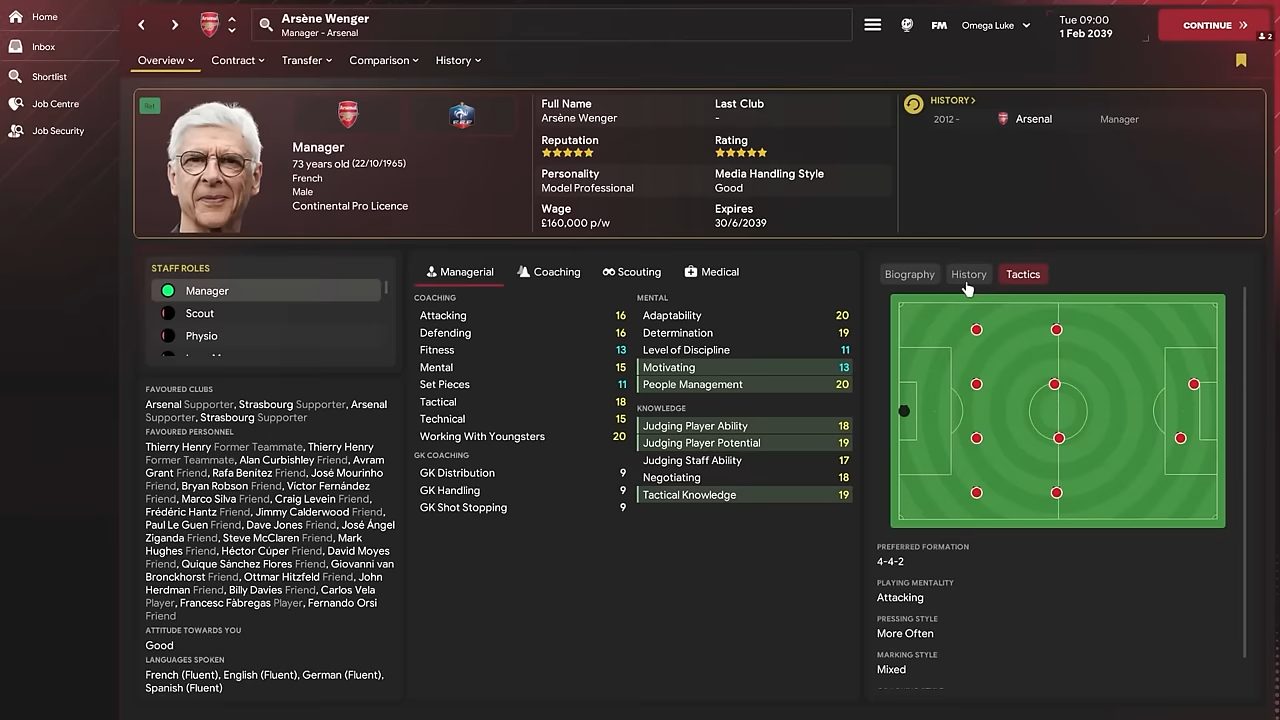 Home
Inbox
Shortlist
Job Centre
Job Security
Arsène Wenger
Manager - Arsenal
FM
Omega Luke
Tue 09:00
1 Feb 2039
CONTINUE
2
Overview
Contract
Transfer
Comparison
History
Manager
73 years old (22/10/1965)
French
Male
Continental Pro Licence
Full Name
Arsène Wenger
Last Club
-
Reputation
Rating
Personality
Model Professional
Media Handling Style
Good
Wage
£160,000 p/w
Expires
30/6/2039
HISTORY
2012 - Arsenal Manager
STAFF ROLES
Manager
Scout
Physio
FAVOURED CLUBS
Arsenal Supporter, Strasbourg Supporter, Arsenal
Supporter, Strasbourg Supporter
FAVOURED PERSONNEL
Thierry Henry Former Teammate, Thierry Henry
Former Teammate, Alan Curbishley Friend, Avram
Grant Friend, Rafa Benítez Friend, José Mourinho
Friend, Bryan Robson Friend, Víctor Fernández
Friend, Marco Silva Friend, Craig Levein Friend,
Frédéric Hantz Friend, Jimmy Calderwood Friend,
Paul Le Guen Friend, Dave Jones Friend, José Ángel
Ziganda Friend, Steve McClaren Friend, Mark
Hughes Friend, Héctor Cúper Friend, David Moyes
Friend, Quique Sánchez Flores Friend, Giovanni van
Bronckhorst Friend, Ottmar Hitzfeld Friend, John
Herdman Friend, Billy Davies Friend, Carlos Vela
Player, Francesc Fàbregas Player, Fernando Orsi
Friend
ATTITUDE TOWARDS YOU
Good
LANGUAGES SPOKEN
French (Fluent), English (Fluent), German (Fluent),
Spanish (Fluent)
Managerial
Coaching
Scouting
Medical
COACHING
Attacking 16
Defending 16
Fitness 13
Mental 15
Set Pieces 11
Tactical 18
Technical 15
Working With Youngsters 20
GK COACHING
GK Distribution 9
GK Handling 9
GK Shot Stopping 9
MENTAL
Adaptability 20
Determination 19
Level of Discipline 11
Motivating 13
People Management 20
KNOWLEDGE
Judging Player Ability 18
Judging Player Potential 19
Judging Staff Ability 17
Negotiating 18
Tactical Knowledge 19
Biography
History
Tactics
PREFERRED FORMATION
4-4-2
PLAYING MENTALITY
Attacking
PRESSING STYLE
More Often
MARKING STYLE
Mixed